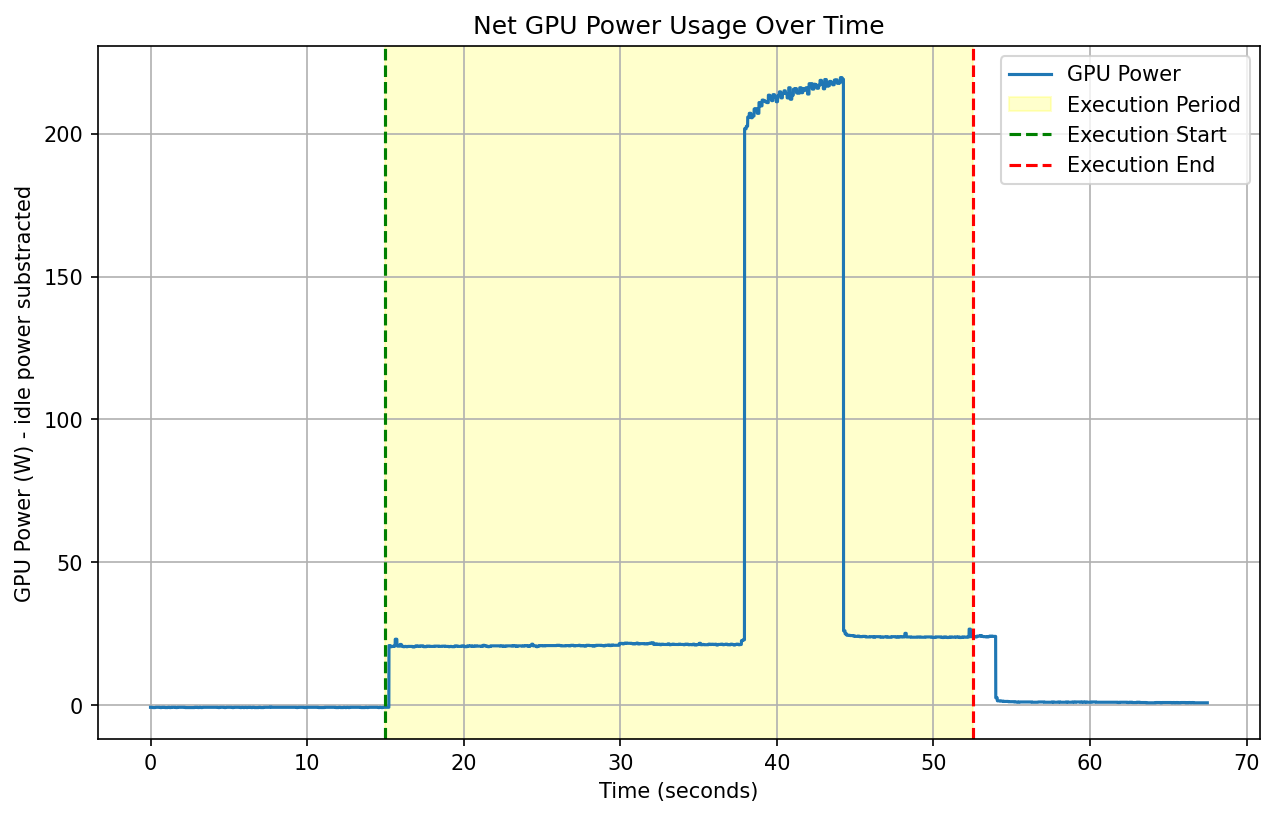 Net GPU Power Usage Over Time
GPU Power
Execution Period
Execution Start
Execution End
GPU Power (W) - idle power substracted
200
150
100
50
0
0 10 20 30 40 50 60 70
Time (seconds)